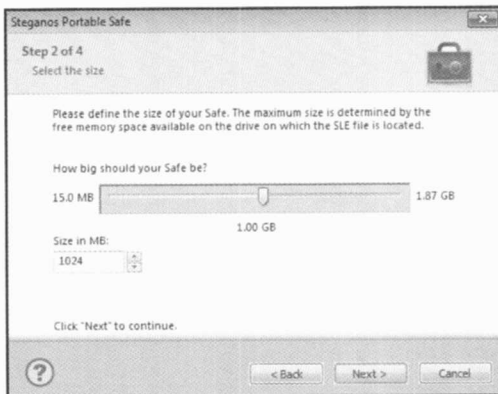 Steganos Portable Safe
Step 2 of 4
Select the size
Please define the size of your Safe. The maximum size is determined by the
free memory space available on the drive on which the SLE file is located.
How big should your Safe be?
15.0 MB
1.87 GB
1.00 GB
Size in MB:
1024
Click "Next" to continue.
?
< Back
Next >
Cancel